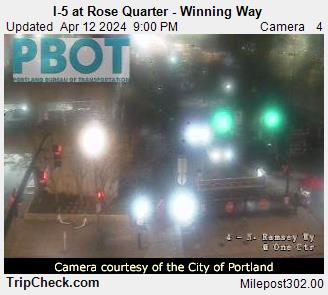 I-5 at Rose Quarter - Winning Way
Updated Apr 12 2024 9:00 PM Camera 4
PBOT
PORTLAND BUREAU OF TRANSPORTATION
4 - N. Ramsey Wy
W One Ctr
Camera courtesy of the City of Portland
TripCheck.com Milepost302.00